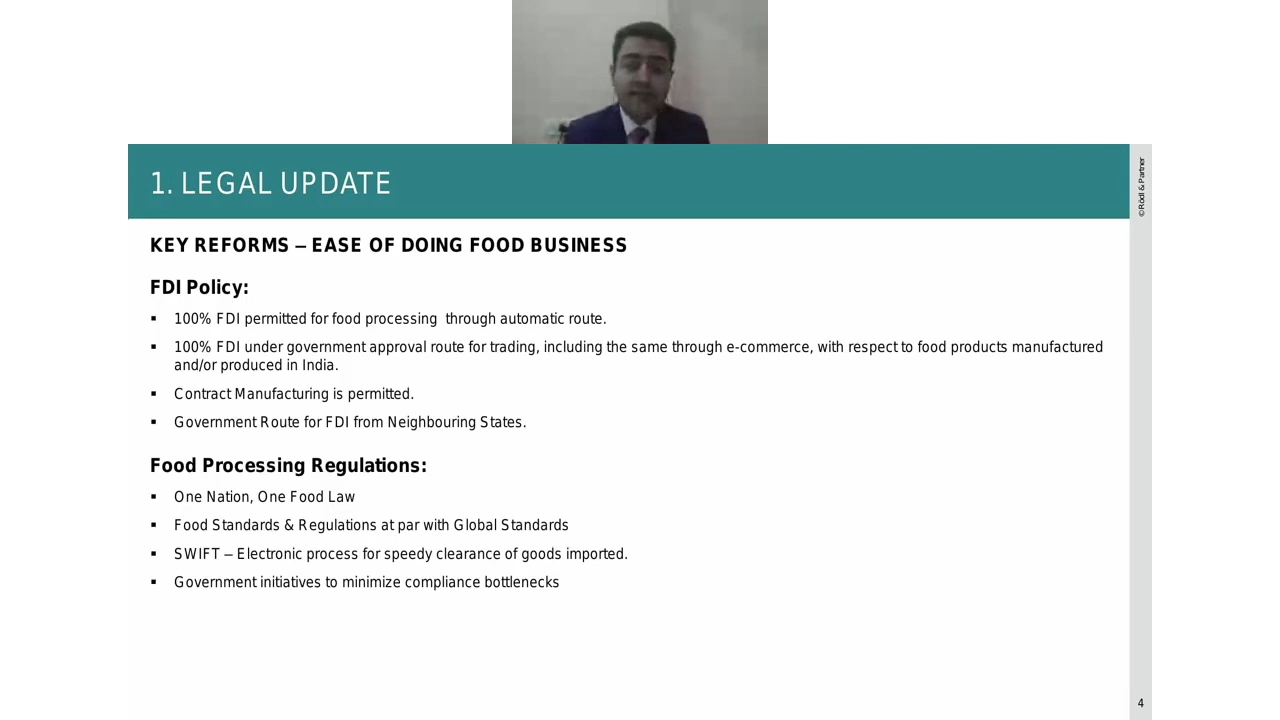 1. LEGAL UPDATE
© Rödl & Partner
KEY REFORMS – EASE OF DOING FOOD BUSINESS
FDI Policy:
▪ 100% FDI permitted for food processing through automatic route.
▪ 100% FDI under government approval route for trading, including the same through e-commerce, with respect to food products manufactured
and/or produced in India.
▪ Contract Manufacturing is permitted.
▪ Government Route for FDI from Neighbouring States.
Food Processing Regulations:
▪ One Nation, One Food Law
▪ Food Standards & Regulations at par with Global Standards
▪ SWIFT – Electronic process for speedy clearance of goods imported.
▪ Government initiatives to minimize compliance bottlenecks
4